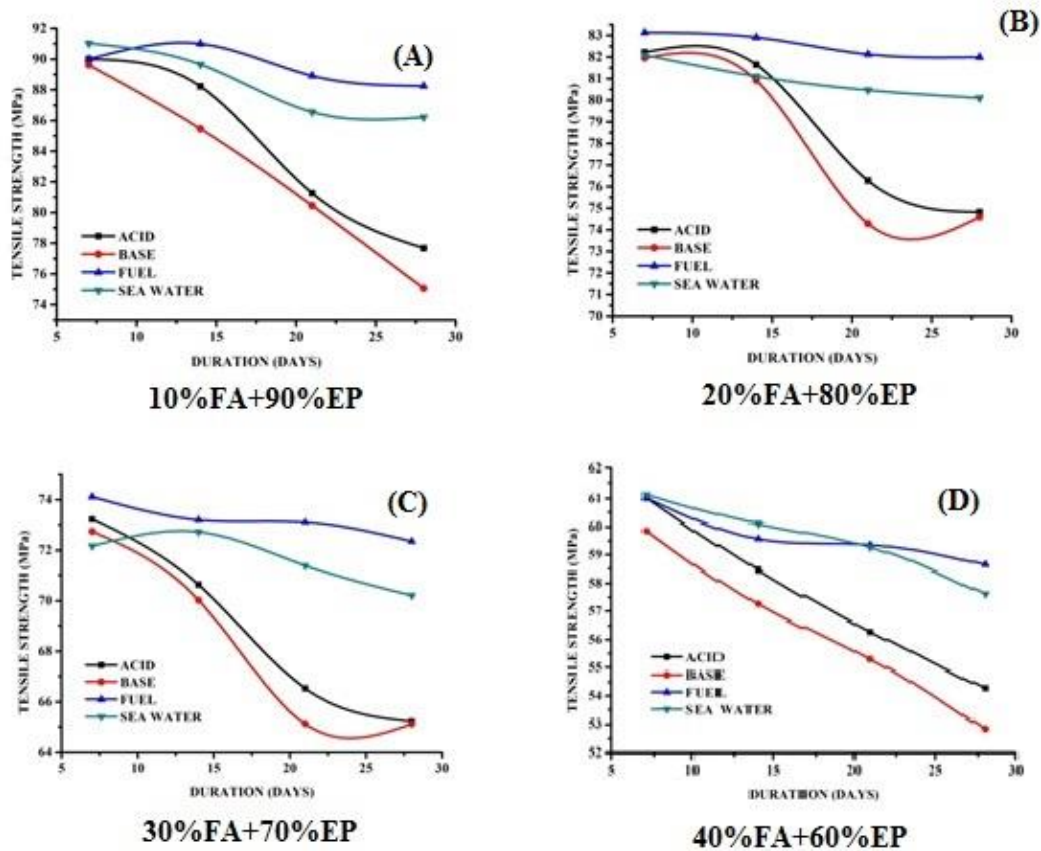 (A)
TENSILE STRENGTH (MPa)
92
90
88
86
84
82
80
78
76
74
ACID
BASE
FUEL
SEA WATER
5 10 15 20 25 30
DURATION (DAYS)
10%FA+90%EP
(B)
TENSILE STRENGTH (MPa)
83
82
81
80
79
78
77
76
75
74
73
72
71
70
ACID
BASE
FUEL
SEA WATER
5 10 15 20 25 30
DURATION (DAYS)
20%FA+80%EP
(C)
TENSILE STRENGTH (MPa)
74
72
70
68
66
64
ACID
BASE
FUEL
SEA WATER
5 10 15 20 25 30
DURATION (DAYS)
30%FA+70%EP
(D)
TENSILE STRENGTH (MPa)
62
61
60
59
58
57
56
55
54
53
52
ACID
BASE
FUEL
SEA WATER
5 10 15 20 25 30
DURATION (DAYS)
40%FA+60%EP